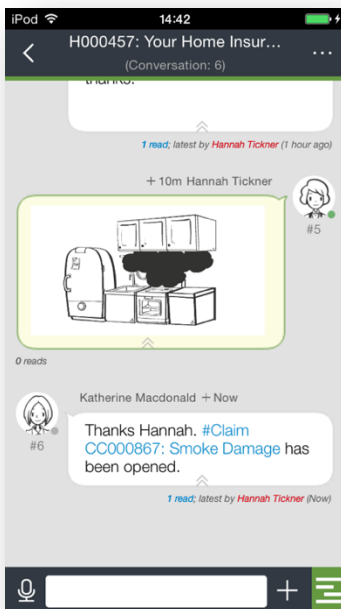 iPod 14:42
H000457: Your Home Insur...
(Conversation: 6)
thanks.
1 read; latest by Hannah Tickner (1 hour ago)
+ 10m Hannah Tickner
#5
0 reads
Katherine Macdonald + Now
#6
Thanks Hannah. #Claim
CC000867: Smoke Damage has
been opened.
1 read; latest by Hannah Tickner (Now)